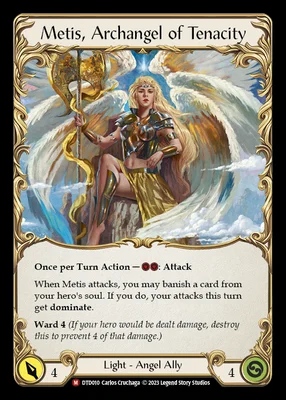 Metis, Archangel of Tenacity
Once per Turn Action — : Attack
When Metis attacks, you may banish a card from
your hero's soul. If you do, your attacks this turn
get dominate.
Ward 4 (If your hero would be dealt damage, destroy
this to prevent 4 of that damage.)
4 Light - Angel Ally 4
M DTD010 Carlos Cruchaga © 2023 Legend Story Studios